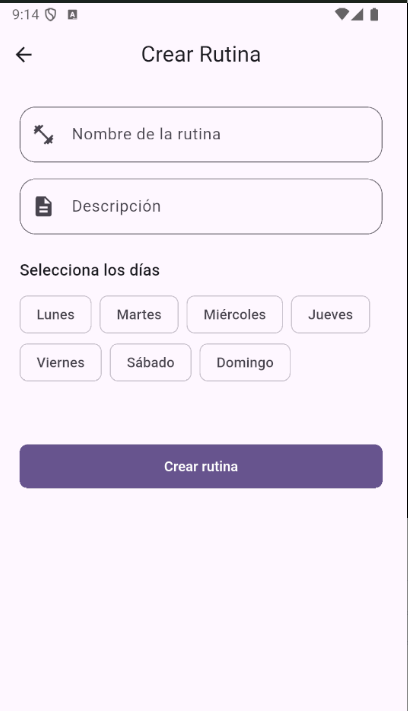 9:14
Crear Rutina
Nombre de la rutina
Descripción
Selecciona los días
Lunes Martes Miércoles Jueves
Viernes Sábado Domingo
Crear rutina